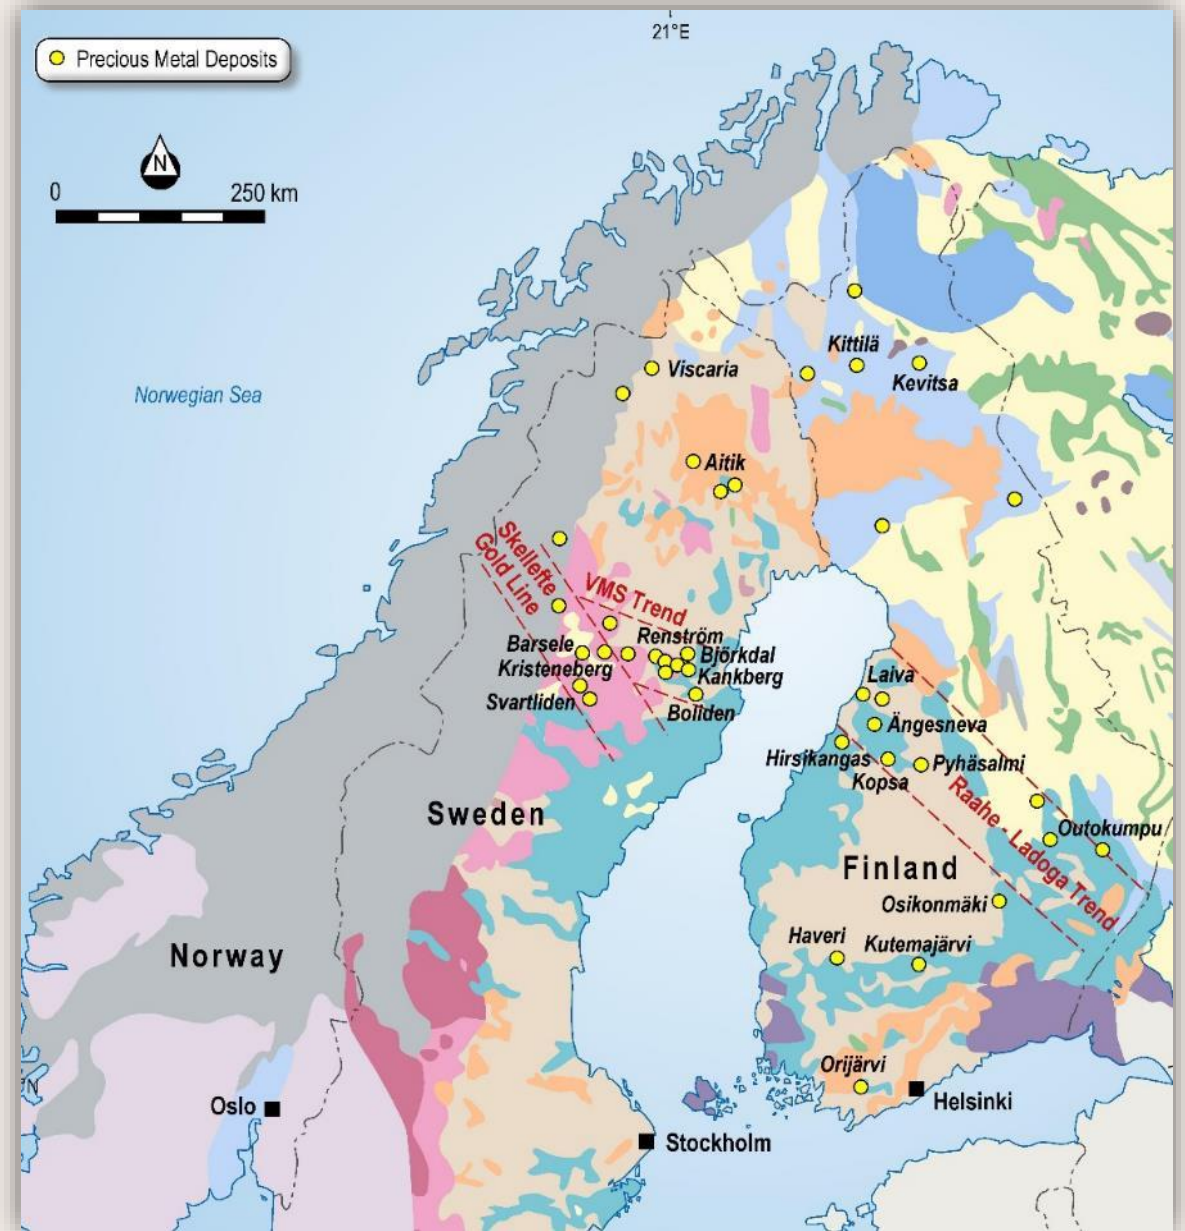 21°E
Precious Metal Deposits
N
0
250 km
Norwegian Sea
Kittilä
Viscaria
Kevitsa
Aitik
Skellefte
Gold Line
VMS Trend
Renström
Barsele
Björkdal
Kristeneberg
Kankberg
Laiva
Svartliden
Boliden
Ängesneva
Hirsikangas
Pyhäsalmi
Kopsa
Raahe - Ladoga Trend
Sweden
Outokumpu
Finland
Osikonmäki
Haveri
Kutemajärvi
Norway
Orijärvi
N
Oslo
Helsinki
Stockholm